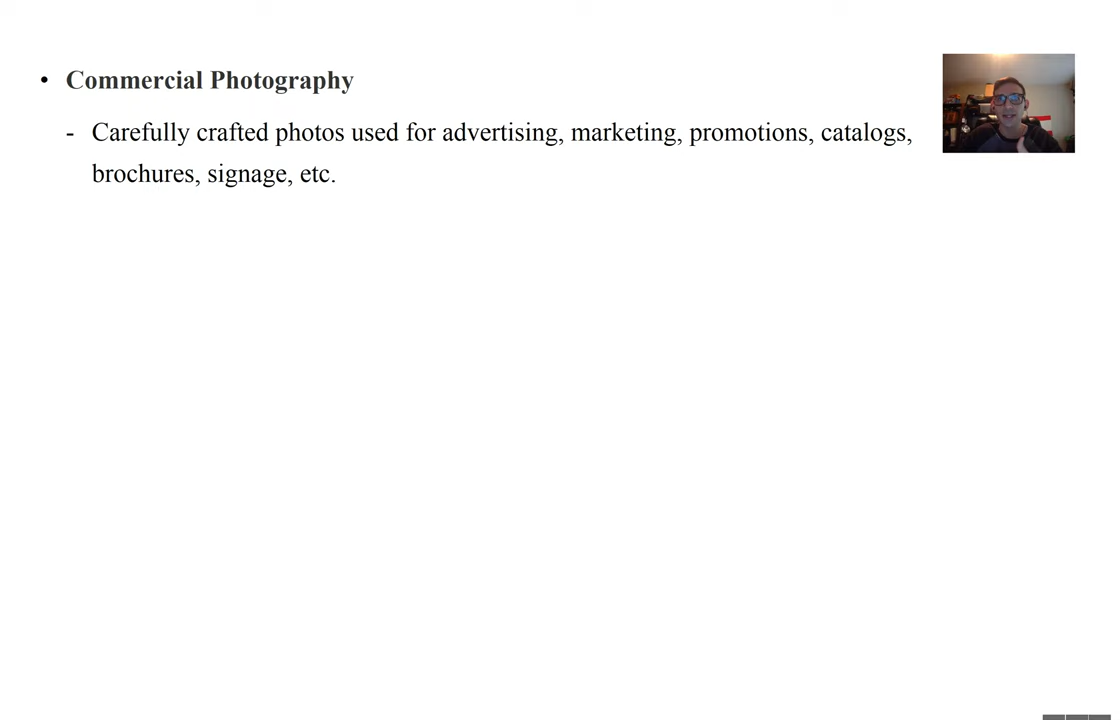 • Commercial Photography
- Carefully crafted photos used for advertising, marketing, promotions, catalogs,
brochures, signage, etc.